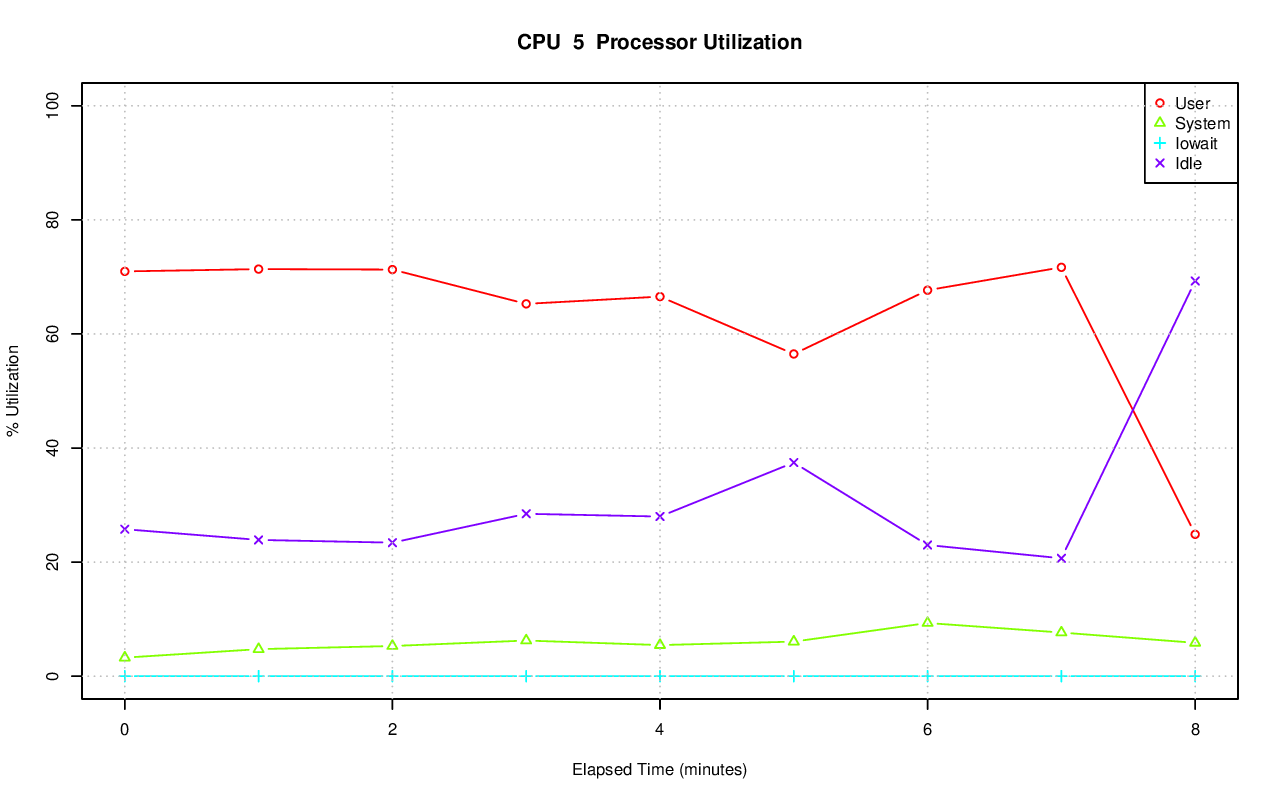 CPU  5  Processor Utilization
% Utilization
100
80
60
40
20
0
User
System
Iowait
Idle
0 2 4 6 8
Elapsed Time (minutes)